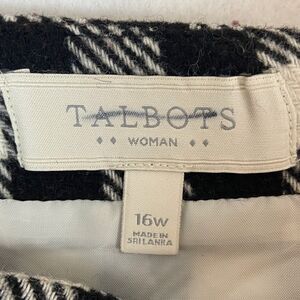 TALBOTS
WOMAN
16W
MADE IN
SRI LANKA